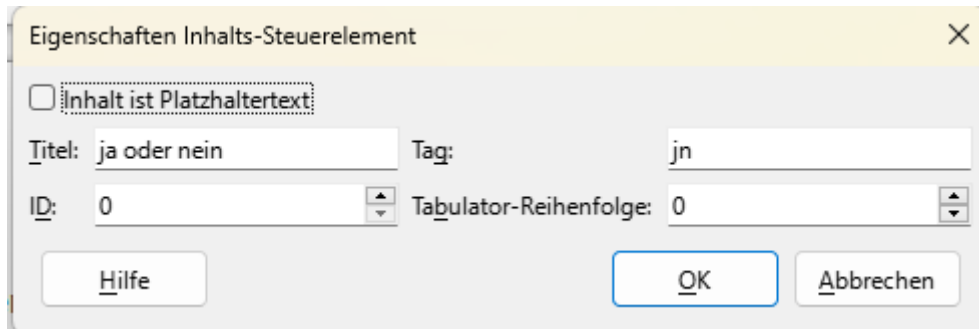 Eigenschaften Inhalts-Steuerelement
Inhalt ist Platzhaltertext
Titel: ja oder nein Tag: jn
ID: 0 Tabulator-Reihenfolge: 0
Hilfe OK Abbrechen